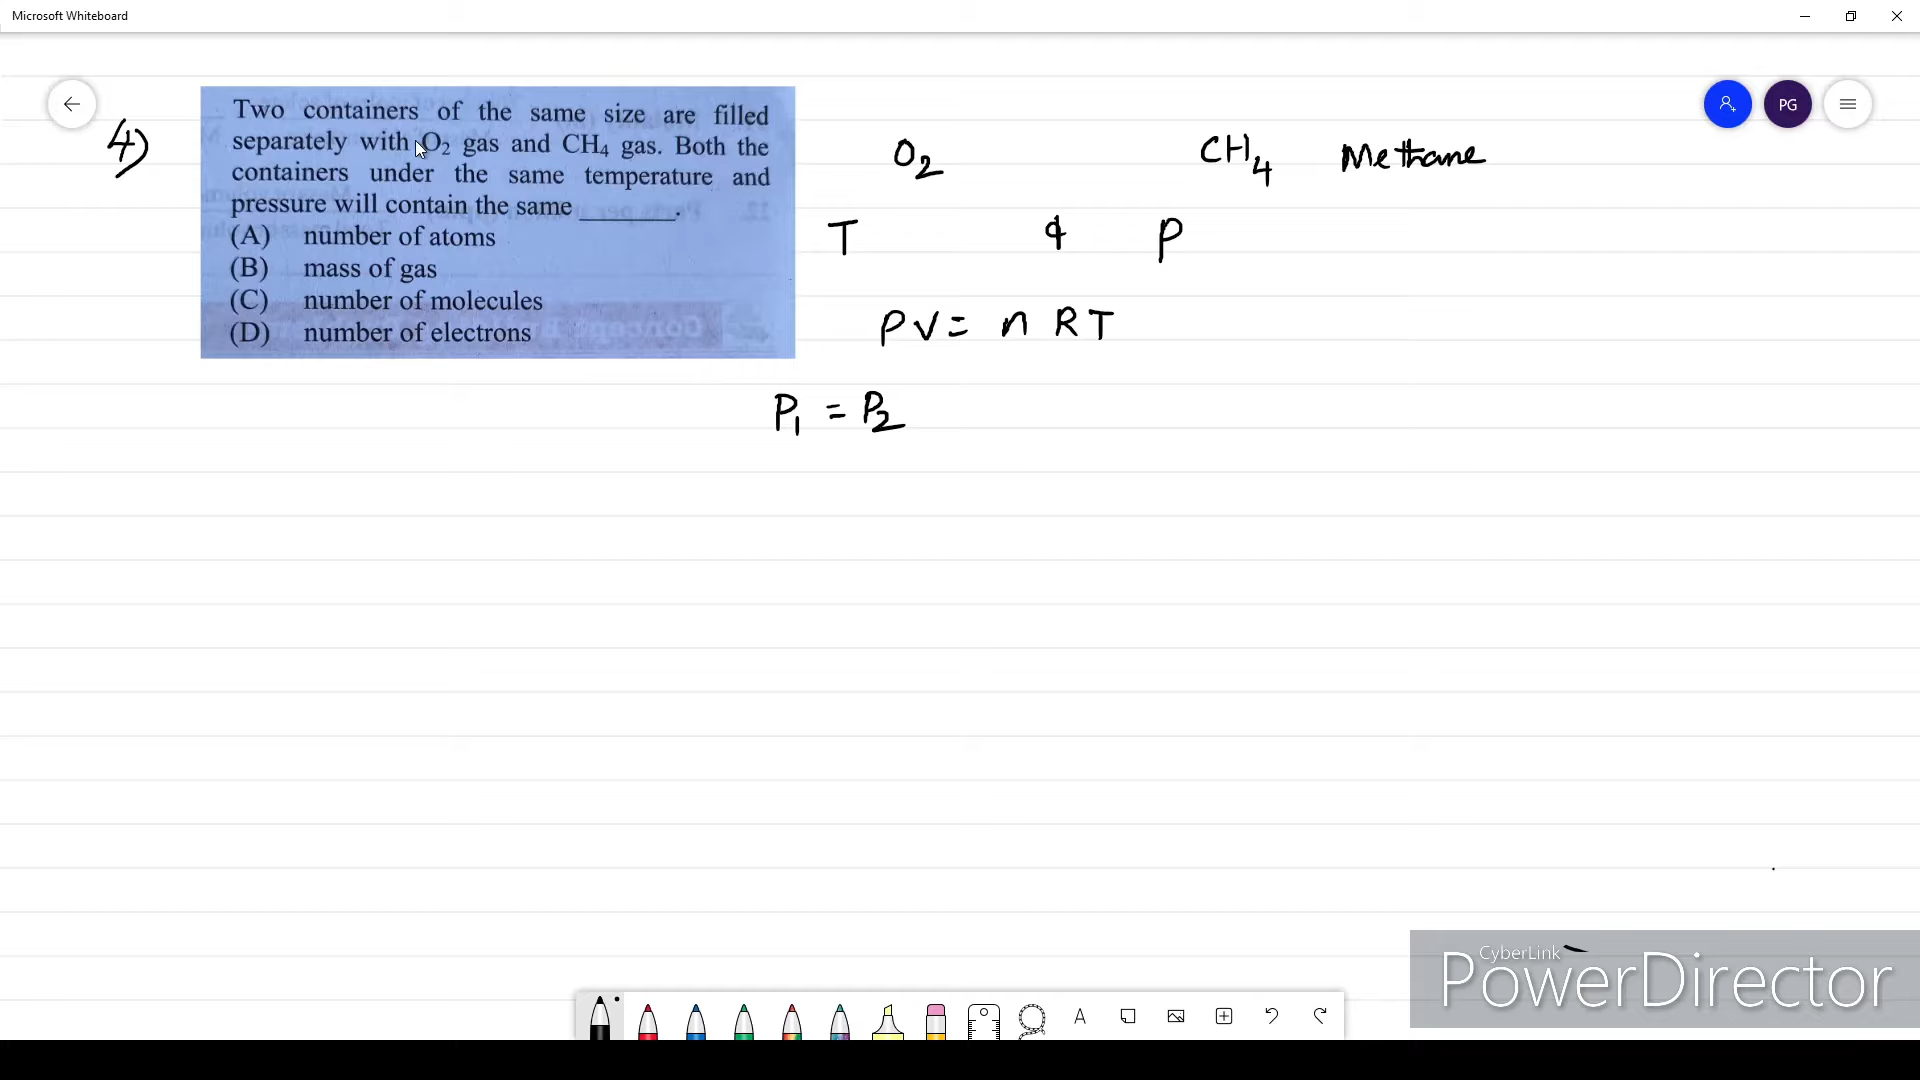 Microsoft Whiteboard
4)
Two containers of the same size are filled
separately with O₂ gas and CH₄ gas. Both the
containers under the same temperature and
pressure will contain the same ________.
(A) number of atoms
(B) mass of gas
(C) number of molecules
(D) number of electrons
O₂ CH₄ Methane
T & P
PV = n R T
P₁ = P₂
PG
A
CyberLink
PowerDirector